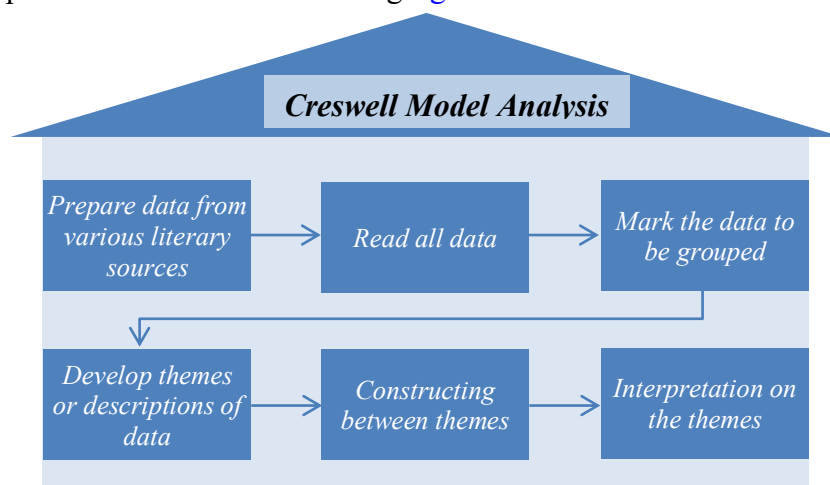 Creswell Model Analysis
Prepare data from
various literary
sources
Read all data
Mark the data to
be grouped
Develop themes
or descriptions of
data
Constructing
between themes
Interpretation on
the themes